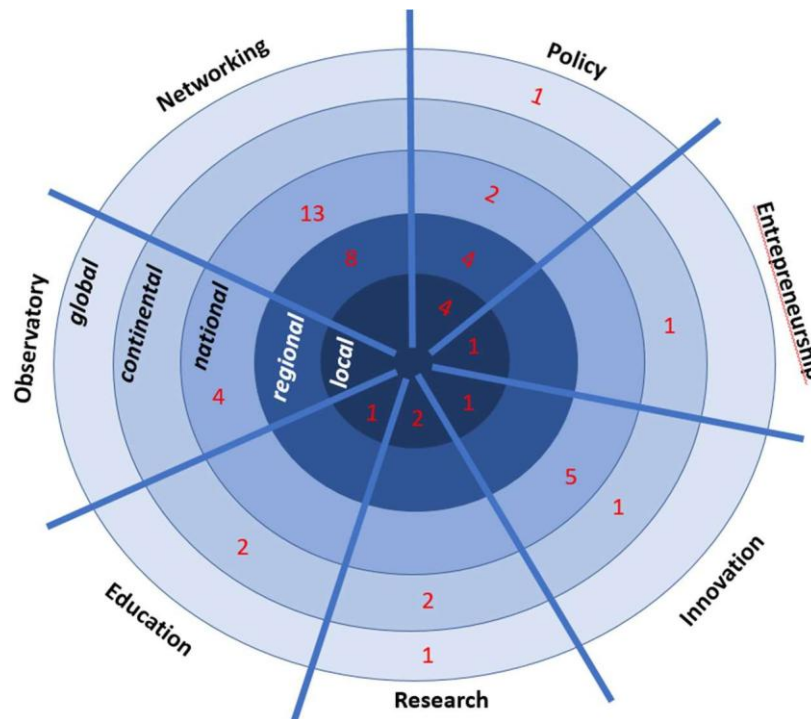 Networking
Policy
1
Entrepreneurship
2
13
8
4
Observatory
global
continental
national
regional
local
4
1
1
4
1
2
1
5
1
2
2
1
Education
Innovation
Research